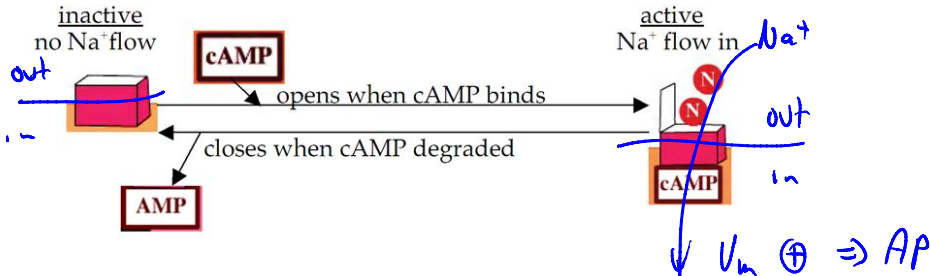 inactive
no Na⁺flow
out
in
cAMP
opens when cAMP binds
closes when cAMP degraded
AMP
active
Na⁺ flow in
Na⁺
N
N
out
cAMP
in
Vm ⊕ ⇒ AP